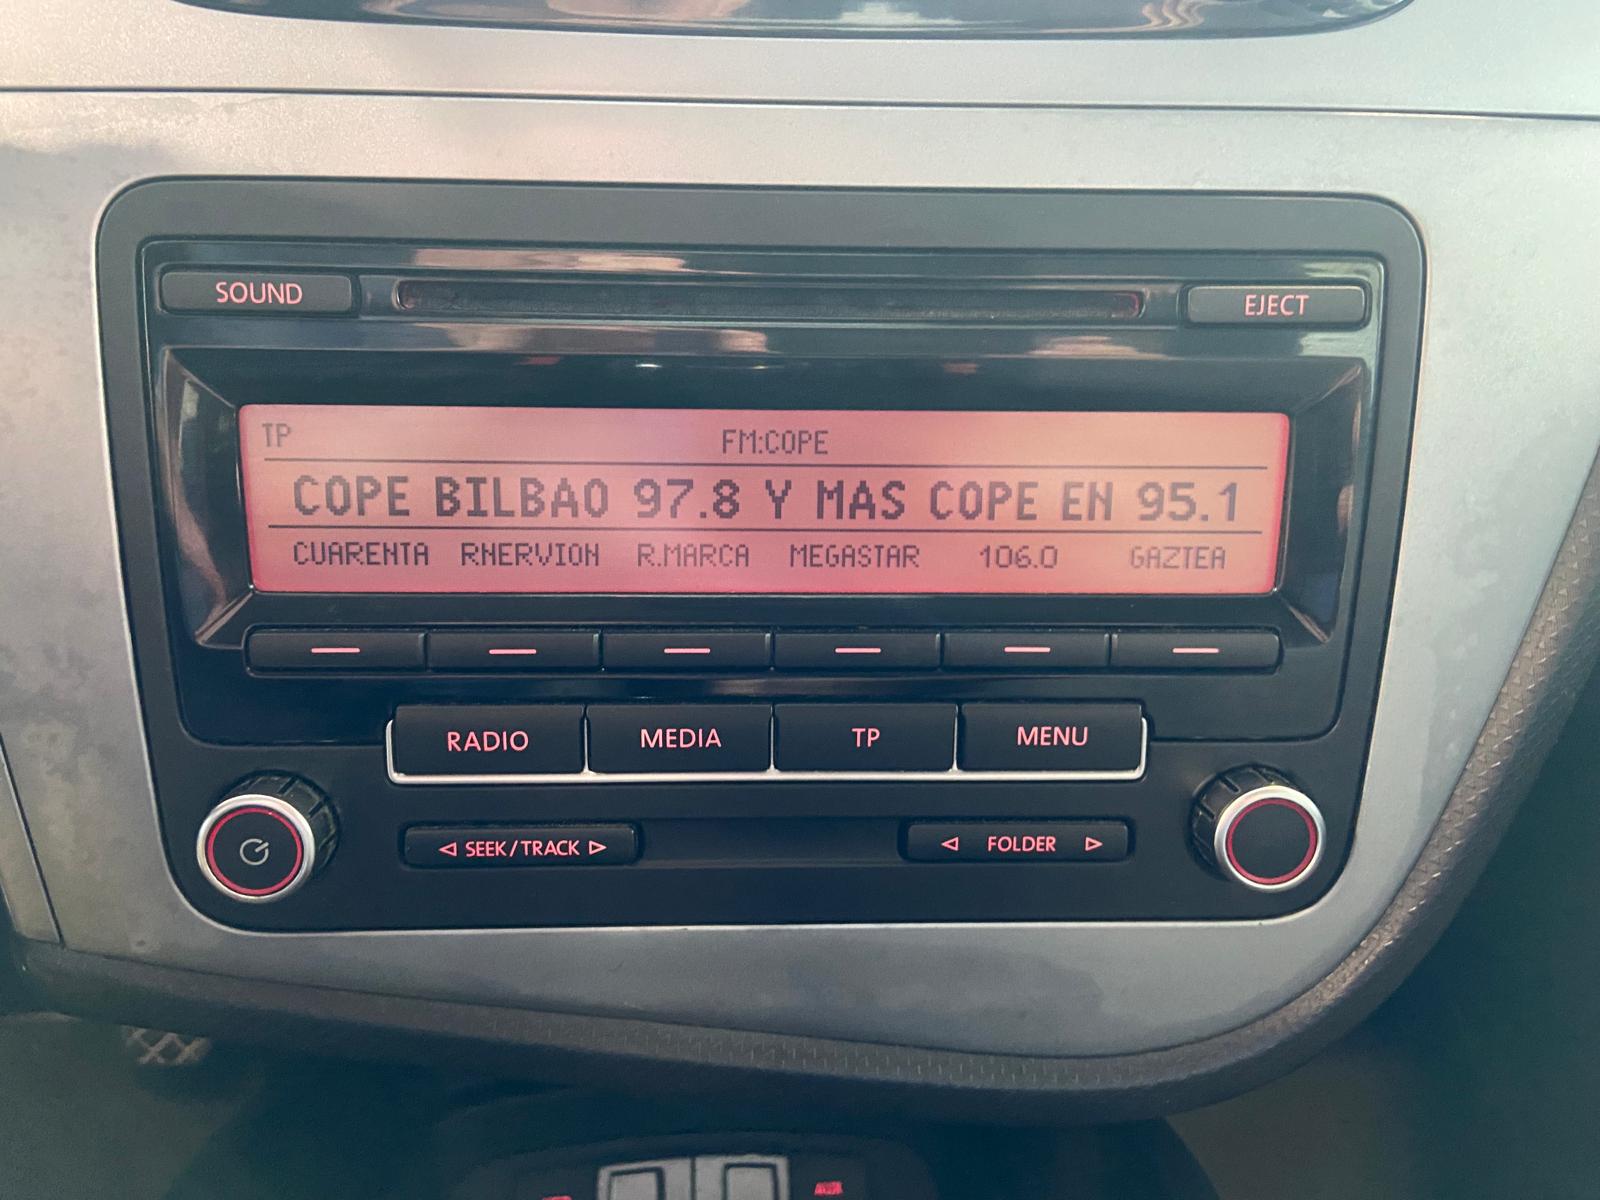 SOUND
EJECT
TP
FM:COPE
COPE BILBAO 97.8 Y MAS COPE EN 95.1
CUARENTA RNERVION R.MARCA MEGASTAR 106.0 GAZTEA
RADIO MEDIA TP MENU
SEEK/TRACK
FOLDER